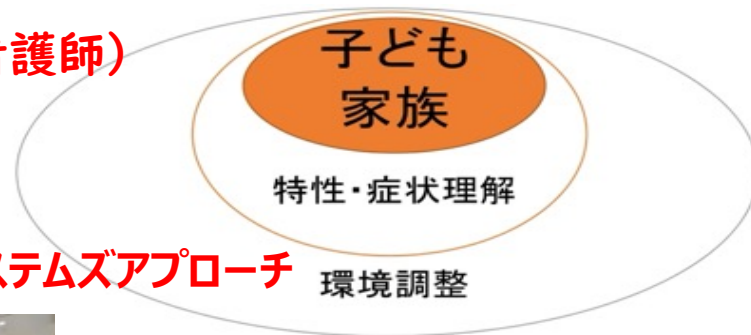 護師)
子ども
家族
特性・症状理解
ステムズアプローチ
環境調整